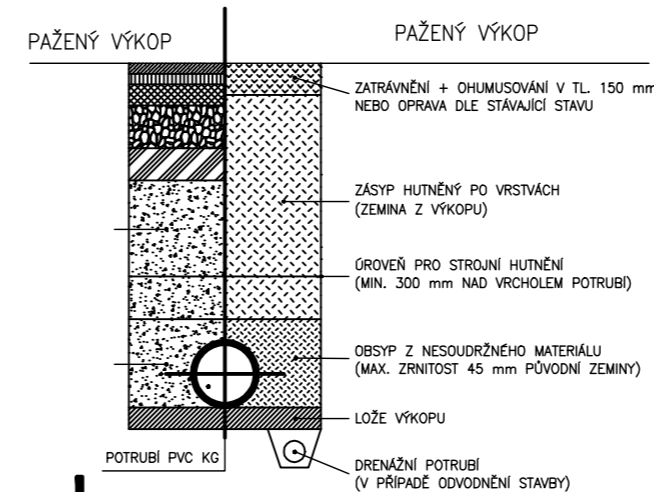 PAŽENÝ VÝKOP
PAŽENÝ VÝKOP
ZATRÁVNĚNÍ + OHUMUSOVÁNÍ V TL. 150 mm
NEBO OPRAVA DLE STÁVAJÍCÍ STAVU
ZÁSYP HUTNĚNÝ PO VRSTVÁCH
(ZEMINA Z VÝKOPU)
ÚROVEŇ PRO STROJNÍ HUTNĚNÍ
(MIN. 300 mm NAD VRCHOLEM POTRUBÍ)
OBSYP Z NESOUDRŽNÉHO MATERIÁLU
(MAX. ZRNITOST 45 mm PŮVODNÍ ZEMINY)
LOŽE VÝKOPU
POTRUBÍ PVC KG
DRENÁŽNÍ POTRUBÍ
(V PŘÍPADĚ ODVODNĚNÍ STAVBY)